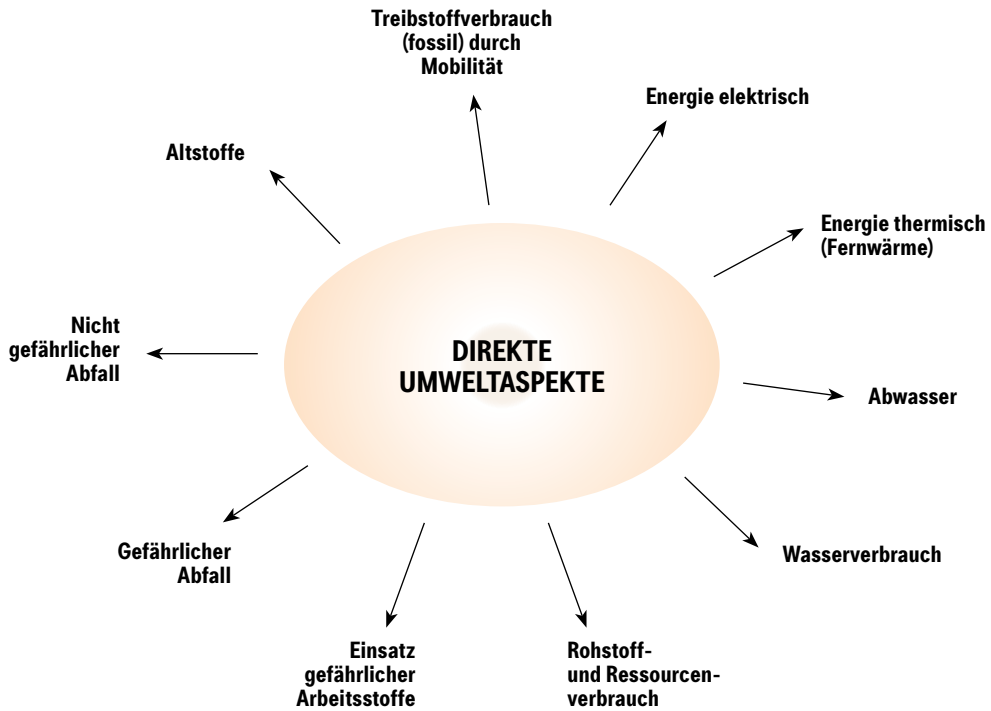 Treibstoffverbrauch
(fossil) durch
Mobilität
Energie elektrisch
Altstoffe
Energie thermisch
(Fernwärme)
Nicht
gefährlicher
Abfall
DIREKTE
UMWELTASPEKTE
Abwasser
Gefährlicher
Abfall
Wasserverbrauch
Einsatz
gefährlicher
Arbeitsstoffe
Rohstoff-
und Ressourcen-
verbrauch